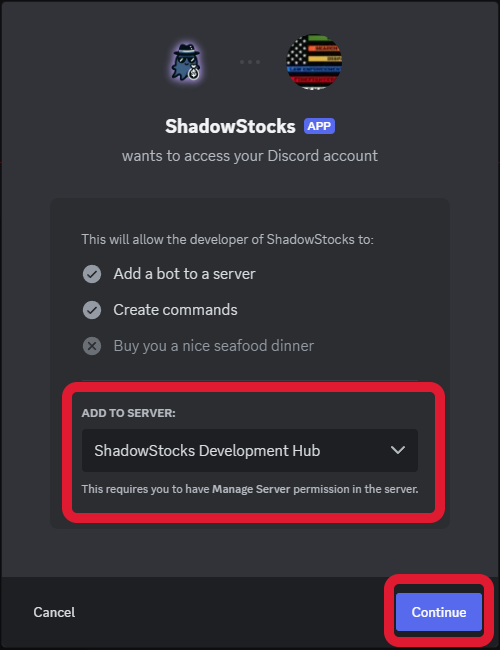 ShadowStocks APP
wants to access your Discord account
This will allow the developer of ShadowStocks to:
Add a bot to a server
Create commands
Buy you a nice seafood dinner
ADD TO SERVER:
ShadowStocks Development Hub
This requires you to have Manage Server permission in the server.
Cancel
Continue